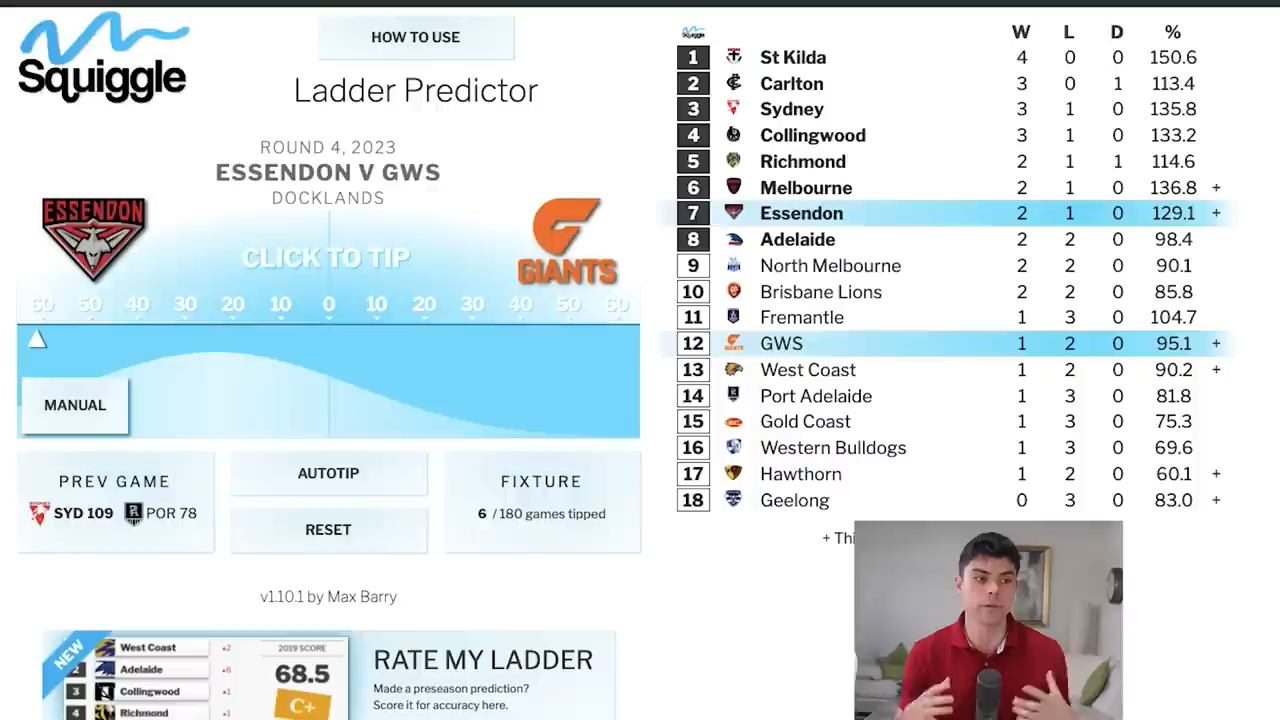 Squiggle
HOW TO USE
Ladder Predictor
ROUND 4, 2023
ESSENDON V GWS
DOCKLANDS
ESSENDON
GIANTS
CLICK TO TIP
60 50 40 30 20 10 0 10 20 30 40 50 60
MANUAL
PREV GAME
SYD 109 POR 78
AUTOTIP
RESET
FIXTURE
6 / 180 games tipped
v1.10.1 by Max Barry
NEW
West Coast +2
2 Adelaide +6
3 Collingwood +1
4 Richmond +1
2019 SCORE
68.5
C+
RATE MY LADDER
Made a preseason prediction?
Score it for accuracy here.
W L D %
1 St Kilda 4 0 0 150.6
2 Carlton 3 0 1 113.4
3 Sydney 3 1 0 135.8
4 Collingwood 3 1 0 133.2
5 Richmond 2 1 1 114.6
6 Melbourne 2 1 0 136.8 +
7 Essendon 2 1 0 129.1 +
8 Adelaide 2 2 0 98.4
9 North Melbourne 2 2 0 90.1
10 Brisbane Lions 2 2 0 85.8
11 Fremantle 1 3 0 104.7
12 GWS 1 2 0 95.1 +
13 West Coast 1 2 0 90.2 +
14 Port Adelaide 1 3 0 81.8
15 Gold Coast 1 3 0 75.3
16 Western Bulldogs 1 3 0 69.6
17 Hawthorn 1 2 0 60.1 +
18 Geelong 0 3 0 83.0 +
+ Thi